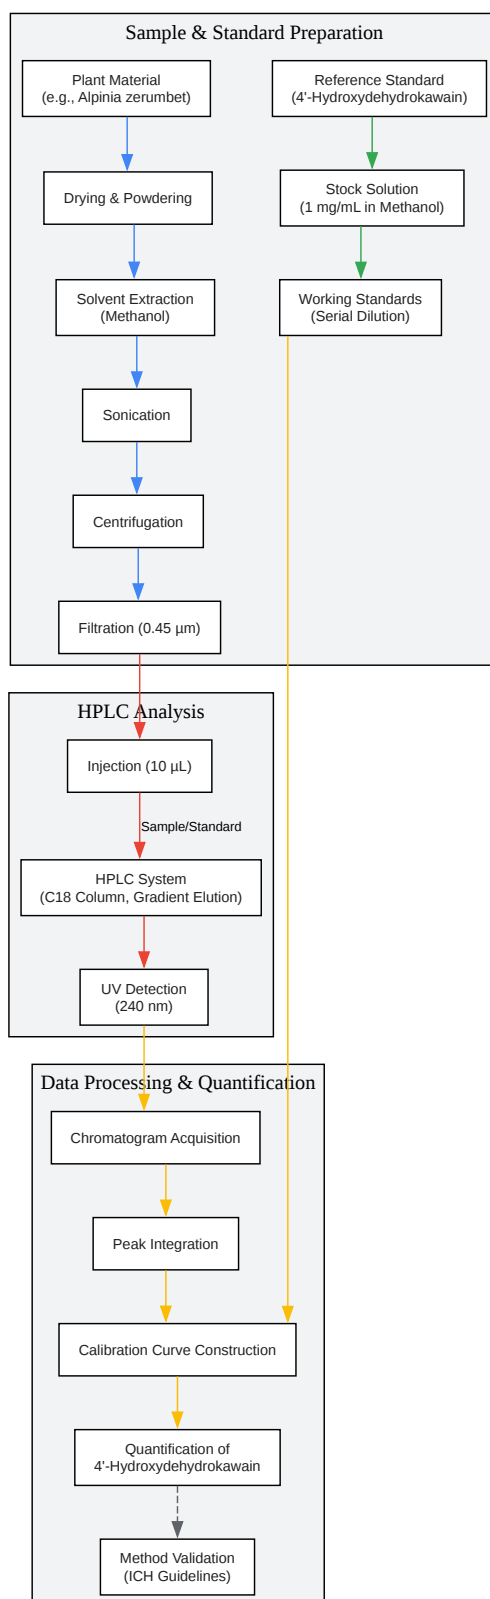 Sample & Standard Preparation
Plant Material
(e.g., Alpinia zerumbet)
Reference Standard
(4'-Hydroxydehydrokawain)
Drying & Powdering
Stock Solution
(1 mg/mL in Methanol)
Solvent Extraction
(Methanol)
Working Standards
(Serial Dilution)
Sonication
Centrifugation
Filtration (0.45 µm)
HPLC Analysis
Injection (10 µL)
Sample/Standard
HPLC System
(C18 Column, Gradient Elution)
UV Detection
(240 nm)
Data Processing & Quantification
Chromatogram Acquisition
Peak Integration
Calibration Curve Construction
Quantification of
4'-Hydroxydehydrokawain
Method Validation
(ICH Guidelines)